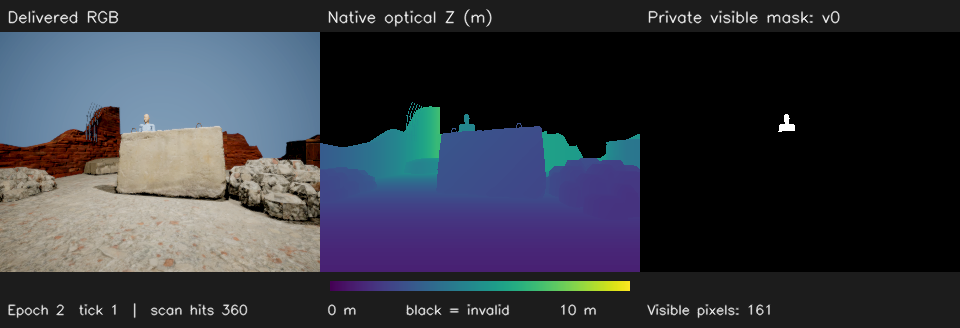 Delivered RGB
Native optical Z (m)
Private visible mask: v0
0 m
black = invalid
10 m
Epoch 2 tick 1 | scan hits 360
Visible pixels: 161